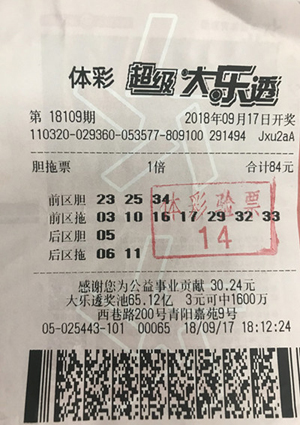 体彩 超级大乐透
第 18109期 2018年09月17日开奖
110320-029360-053577-809100 291494 Jxu2aA
胆拖票 1倍 合计84元
前区胆 23 25 34
前区拖 03 10 16 17 29 32 33
后区胆 05
后区拖 06 11
体彩验票
14
感谢您为公益事业贡献 30.24元
大乐透奖池65.12亿 3元可中1600万
西巷路200号青阳嘉苑9号
05-025443-101 00065 18/09/17 18:12:24